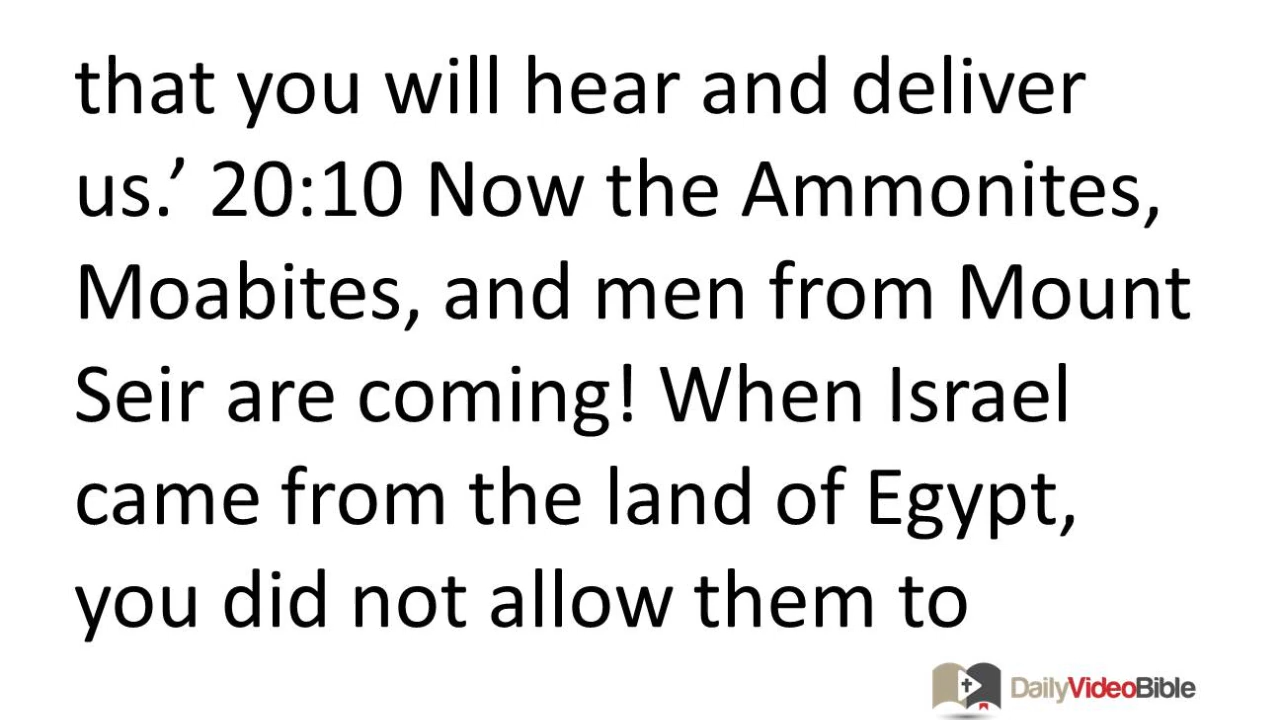 that you will hear and deliver
us.’ 20:10 Now the Ammonites,
Moabites, and men from Mount
Seir are coming! When Israel
came from the land of Egypt,
you did not allow them to
DailyVideoBible